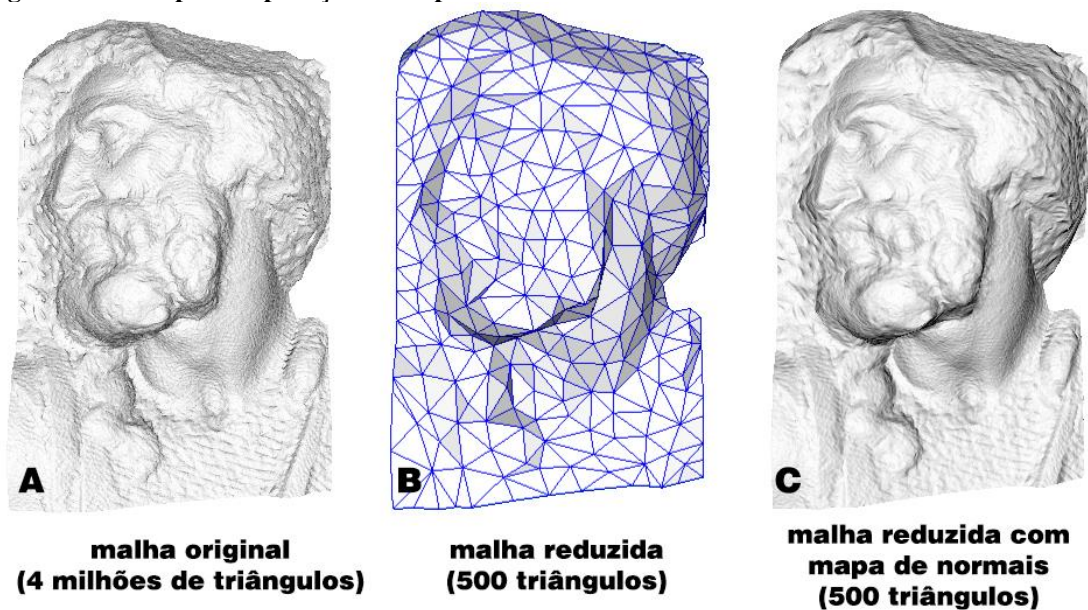 A
B
C
malha original
(4 milhões de triângulos)
malha reduzida
(500 triângulos)
malha reduzida com
mapa de normais
(500 triângulos)